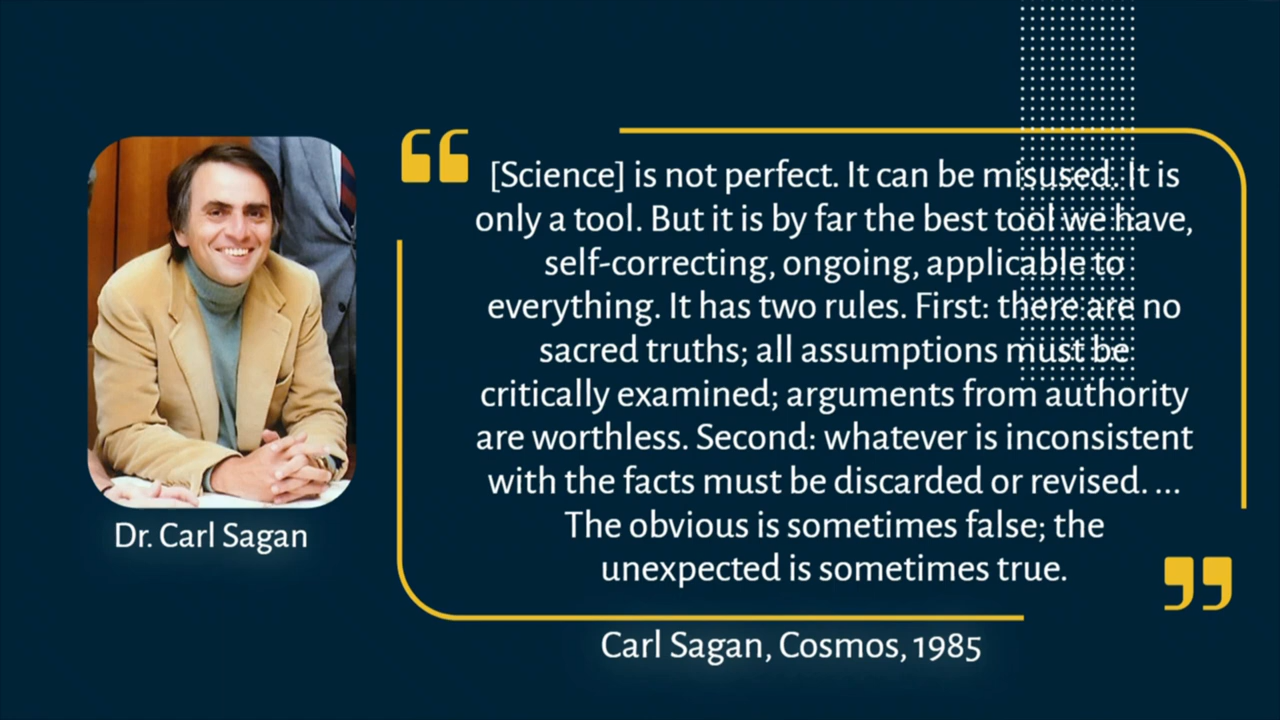 [Science] is not perfect. It can be misused. It is
only a tool. But it is by far the best tool we have,
self-correcting, ongoing, applicable to
everything. It has two rules. First: there are no
sacred truths; all assumptions must be
critically examined; arguments from authority
are worthless. Second: whatever is inconsistent
with the facts must be discarded or revised. ...
The obvious is sometimes false; the
unexpected is sometimes true.
Dr. Carl Sagan
Carl Sagan, Cosmos, 1985